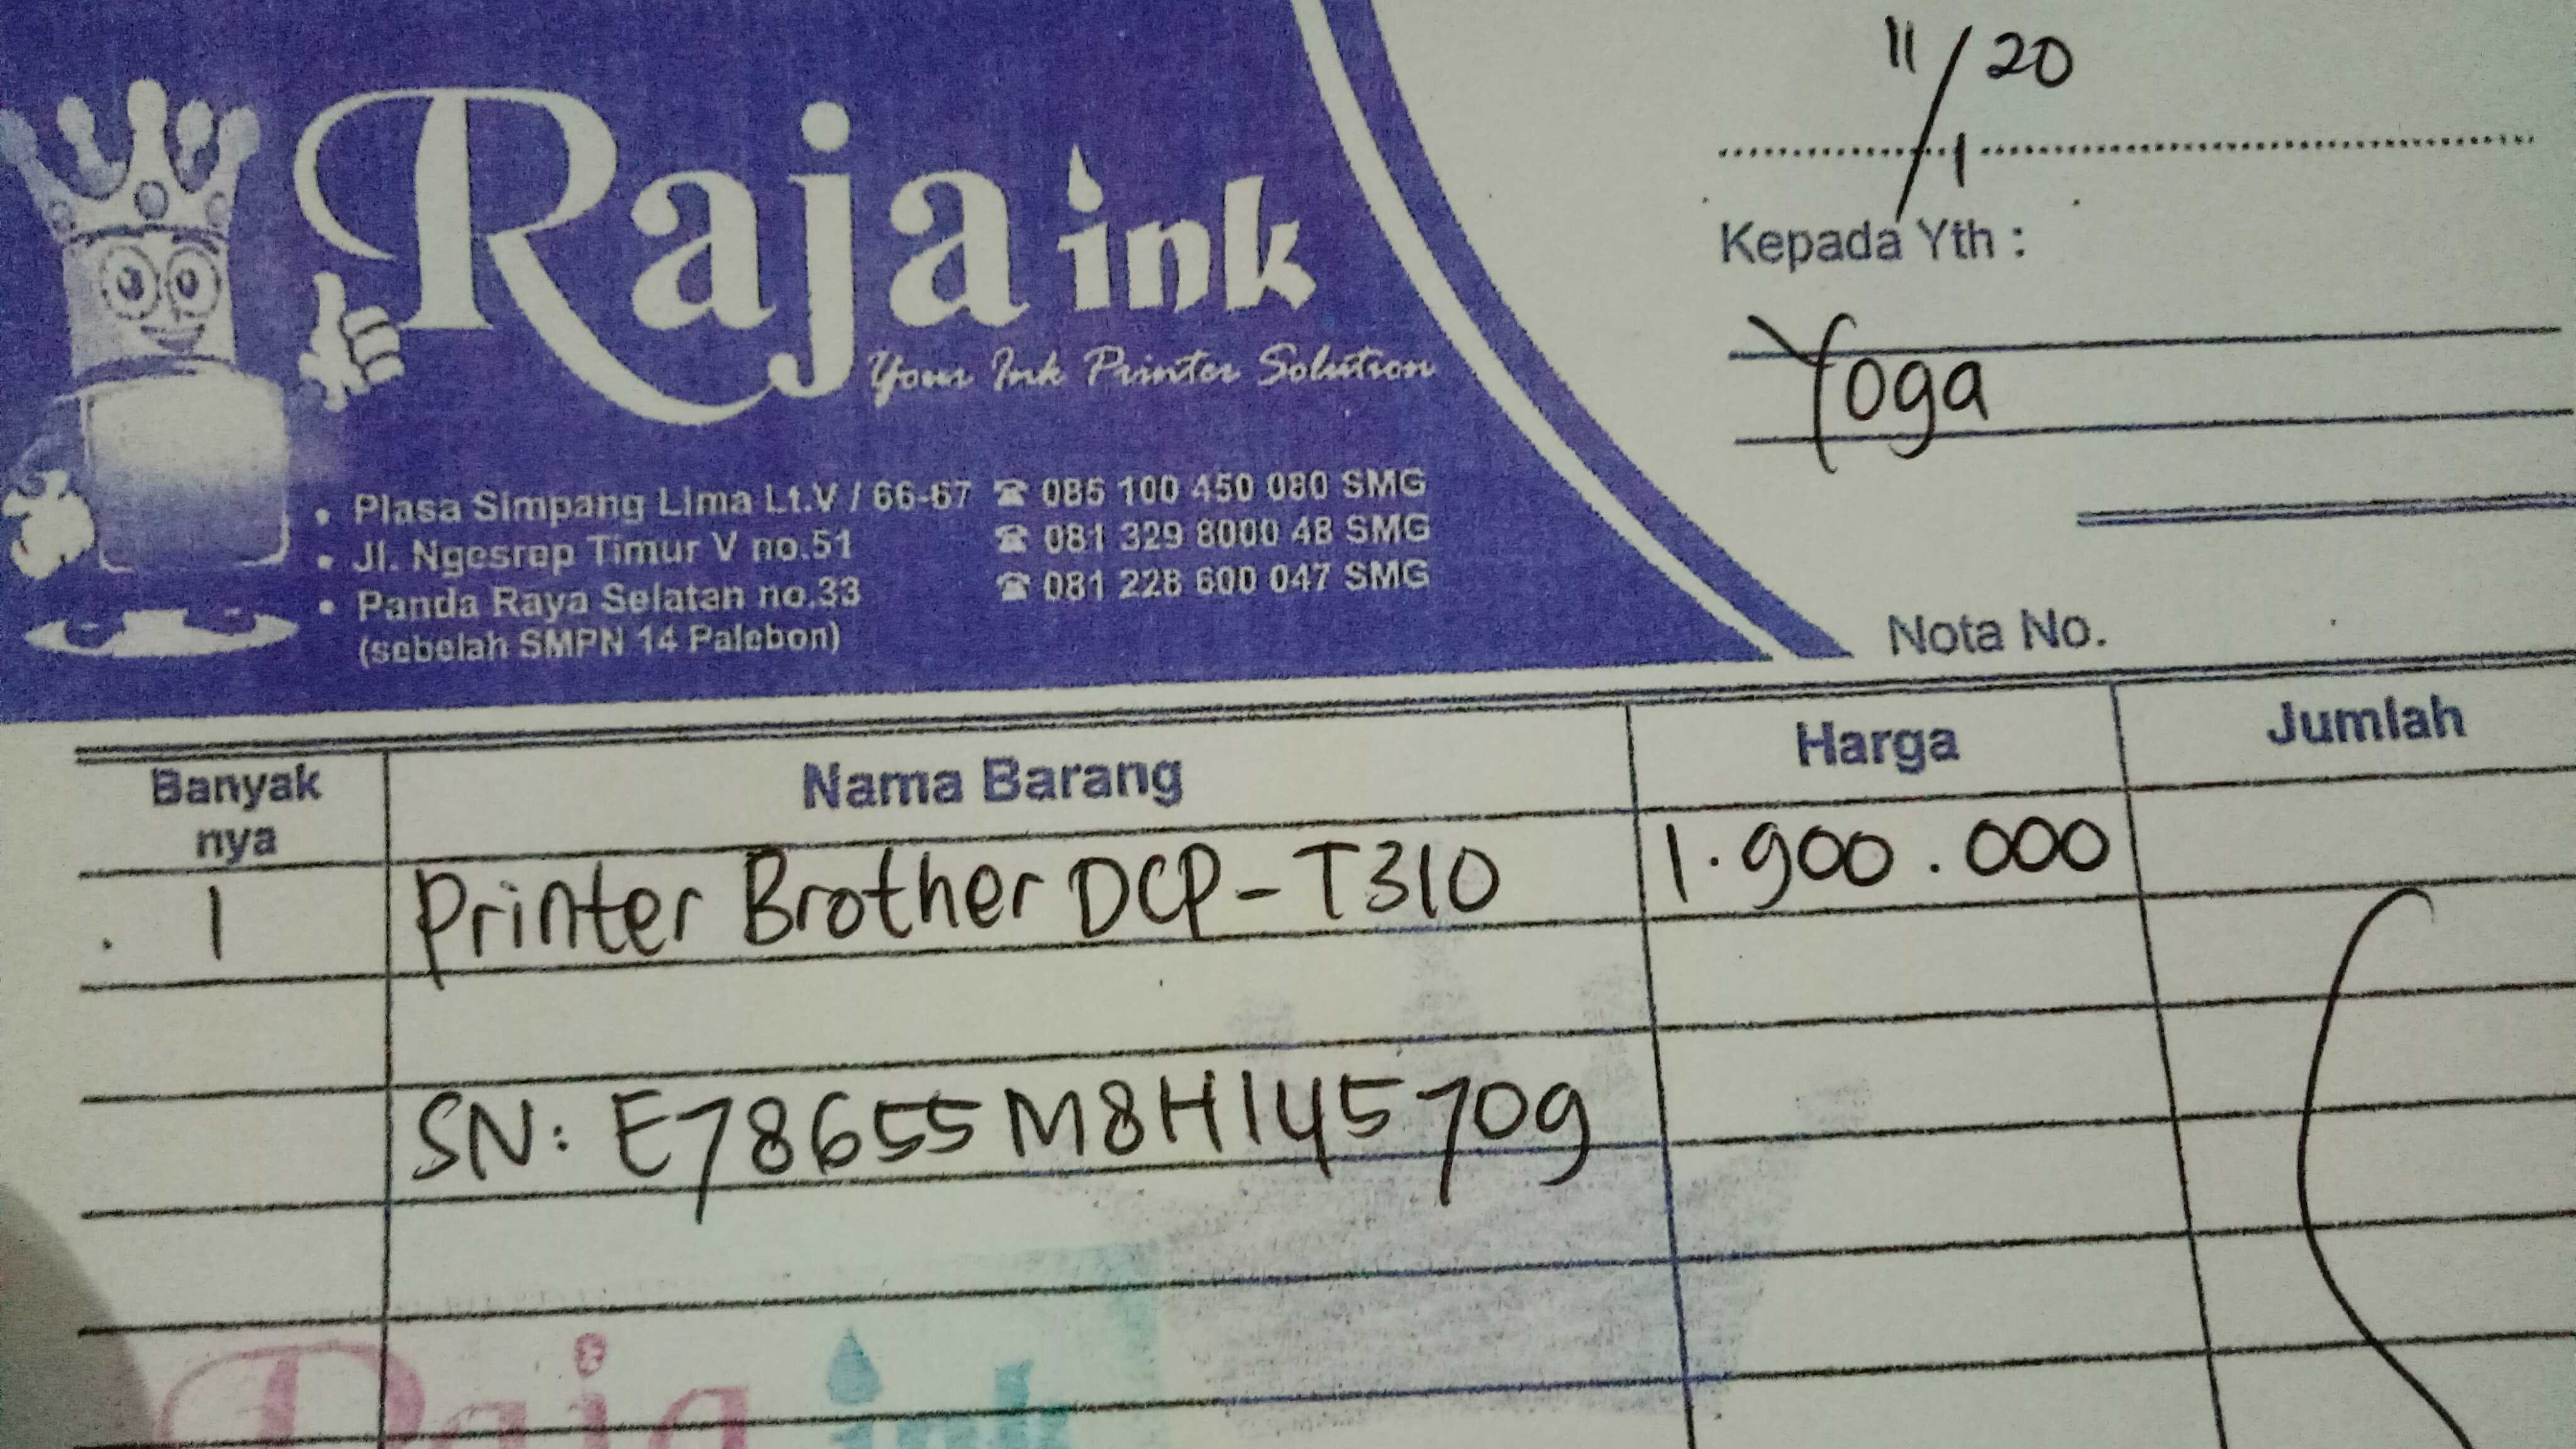 11/1 20
Raja ink
Your Ink Printer Solution
• Plasa Simpang Lima Lt.V / 66-67 ☎ 085 100 450 080 SMG
• Jl. Ngesrep Timur V no.51 ☎ 081 329 8000 48 SMG
• Panda Raya Selatan no.33 ☎ 081 228 600 047 SMG
(sebelah SMPN 14 Palebon)
Kepada Yth :
Yoga
Nota No.
Banyak nya Nama Barang Harga Jumlah
1 Printer Brother DCP-T310 1.900.000
SN: E78655M8H145709
Raja ink